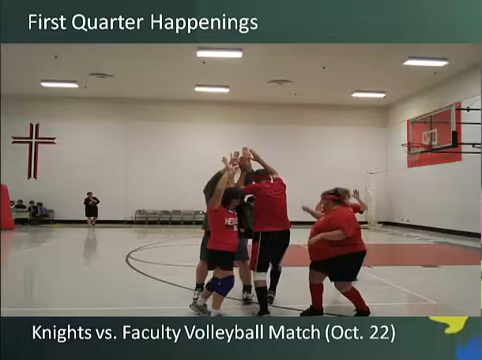 First Quarter Happenings
Knights vs. Faculty Volleyball Match (Oct. 22)